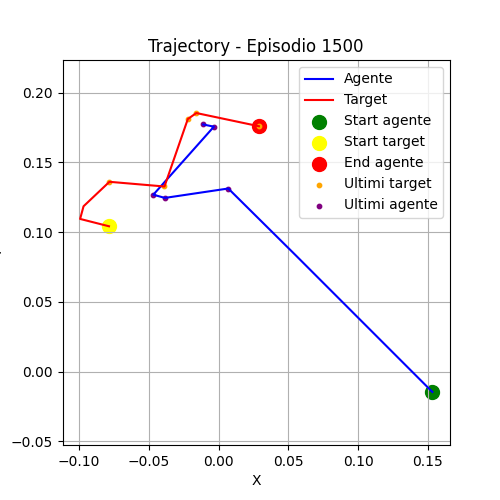 Trajectory - Episodio 1500
Agente
Target
Start agente
Start target
End agente
Ultimi target
Ultimi agente
0.20
0.15
0.10
0.05
0.00
−0.05
−0.10
−0.05
0.00
0.05
0.10
0.15
X